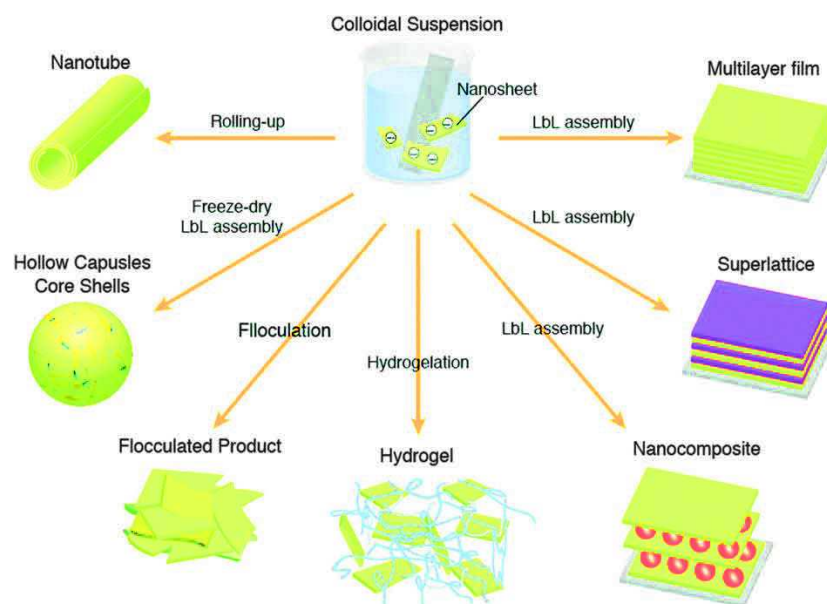 Colloidal Suspension
Nanotube
Nanosheet
Multilayer film
Rolling-up
LbL assembly
Freeze-dry
LbL assembly
LbL assembly
Hollow Capusles
Core Shells
Superlattice
Flloculation
Hydrogelation
LbL assembly
Flocculated Product
Hydrogel
Nanocomposite